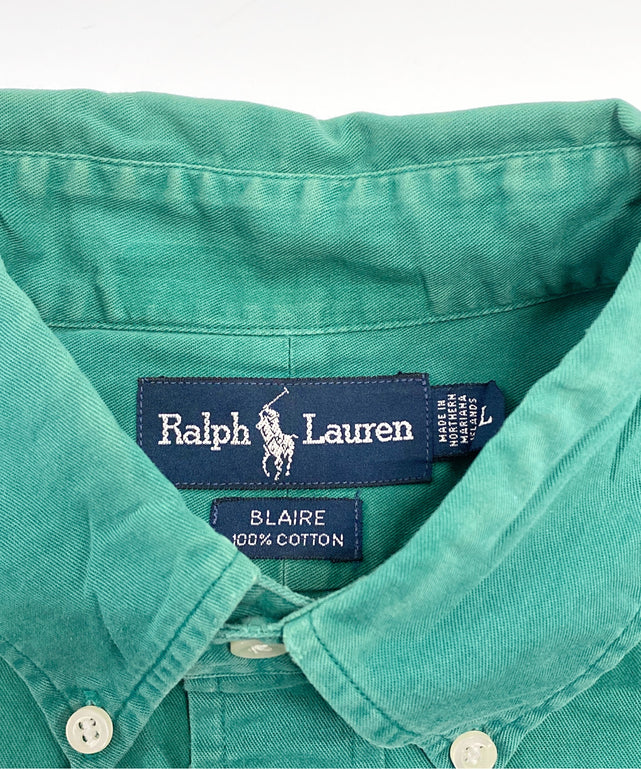 Ralph Lauren
MADE IN
NORTHERN
MARIANA
ISLANDS
L
BLAIRE
100% COTTON